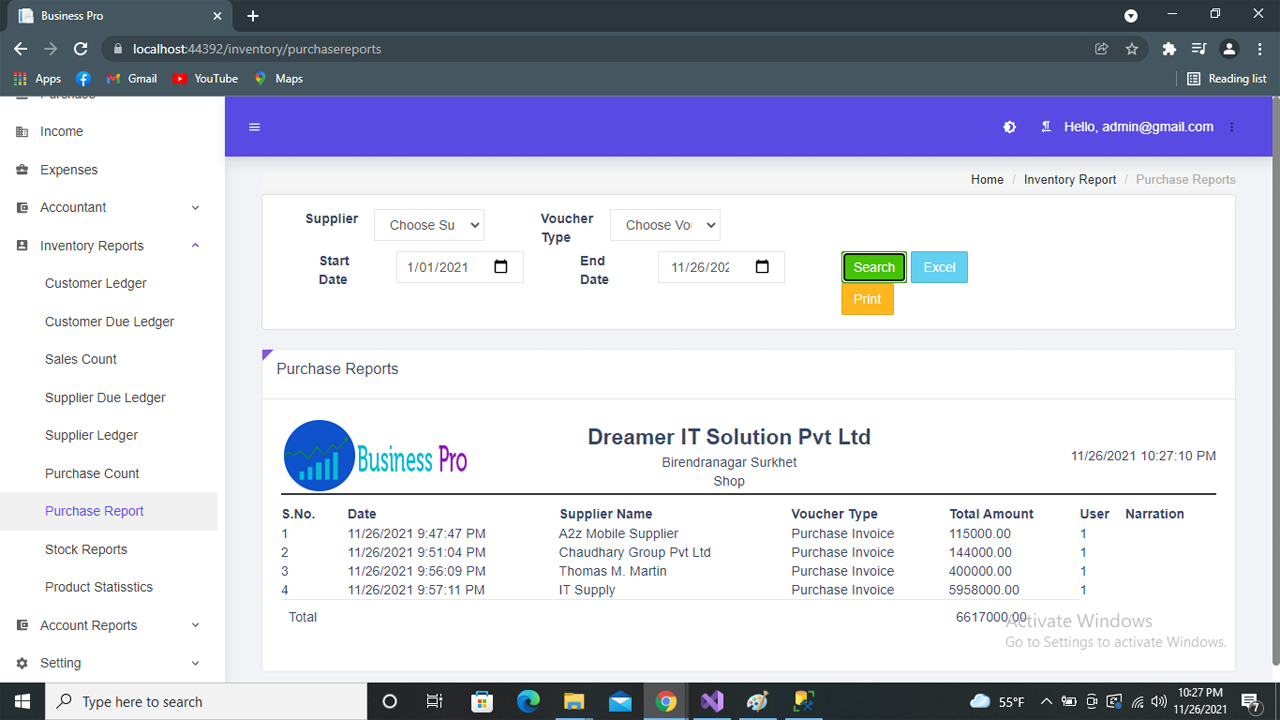 Business Pro
localhost:44392/inventory/purchasereports
Apps Gmail YouTube Maps Reading list
Purchase
Income
Expenses
Accountant
Inventory Reports
Customer Ledger
Customer Due Ledger
Sales Count
Supplier Due Ledger
Supplier Ledger
Purchase Count
Purchase Report
Stock Reports
Product Statisstics
Account Reports
Setting
Hello, admin@gmail.com
Home / Inventory Report / Purchase Reports
Supplier Choose Su Voucher Type Choose Vou
Start Date 1/01/2021 End Date 11/26/202 Search Excel
Print
Purchase Reports
Business Pro
Dreamer IT Solution Pvt Ltd
Birendranagar Surkhet
Shop
11/26/2021 10:27:10 PM
S.No. Date Supplier Name Voucher Type Total Amount User Narration
1 11/26/2021 9:47:47 PM A2z Mobile Supplier Purchase Invoice 115000.00 1
2 11/26/2021 9:51:04 PM Chaudhary Group Pvt Ltd Purchase Invoice 144000.00 1
3 11/26/2021 9:56:09 PM Thomas M. Martin Purchase Invoice 400000.00 1
4 11/26/2021 9:57:11 PM IT Supply Purchase Invoice 5958000.00 1
Total 6617000.00
Activate Windows
Go to Settings to activate Windows.
Type here to search
55°F
10:27 PM
11/26/2021
7